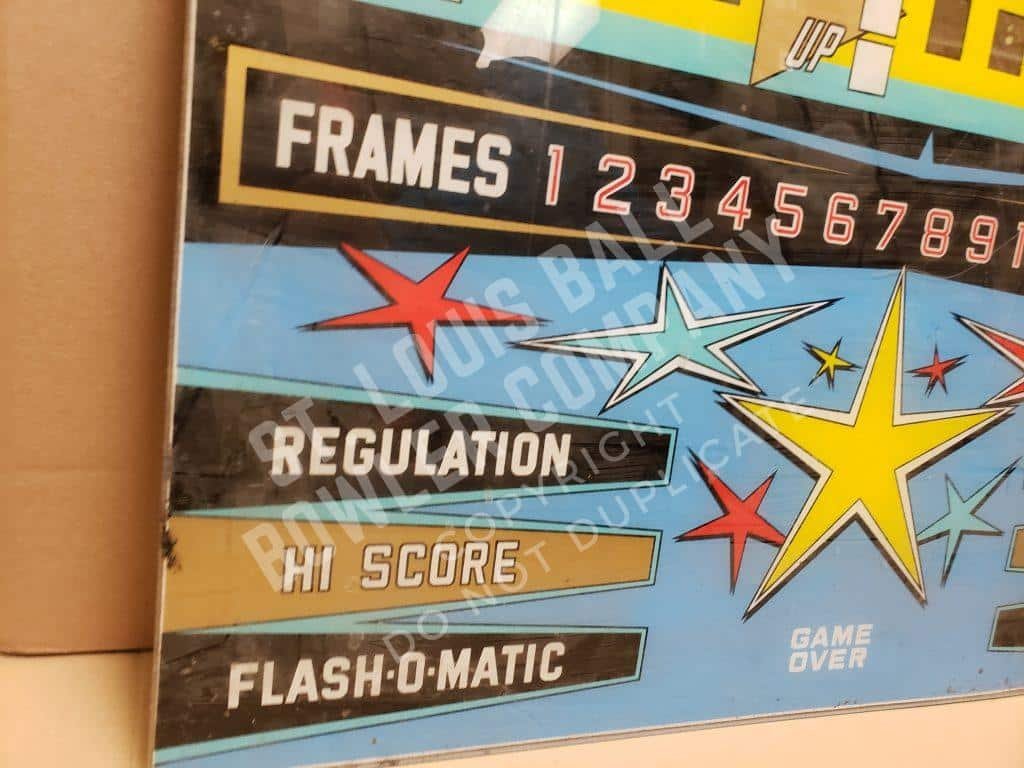 UP
FRAMES 1 2 3 4 5 6 7 8 9 1
ST. LOUIS BALL
BOWLER COMPANY
COPYRIGHT
DO NOT DUPLICATE
REGULATION
HI SCORE
FLASH·O·MATIC
GAME
OVER